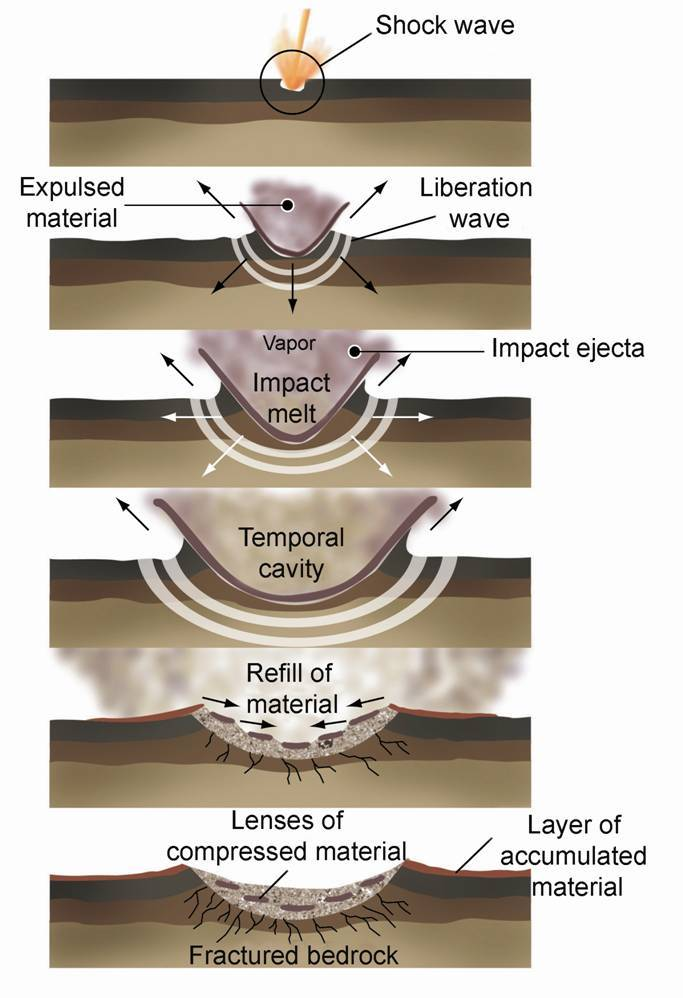 Shock wave
Expulsed
material
Liberation
wave
Vapor
Impact ejecta
Impact
melt
Temporal
cavity
Refill of
material
Lenses of
compressed material
Layer of
accumulated
material
Fractured bedrock